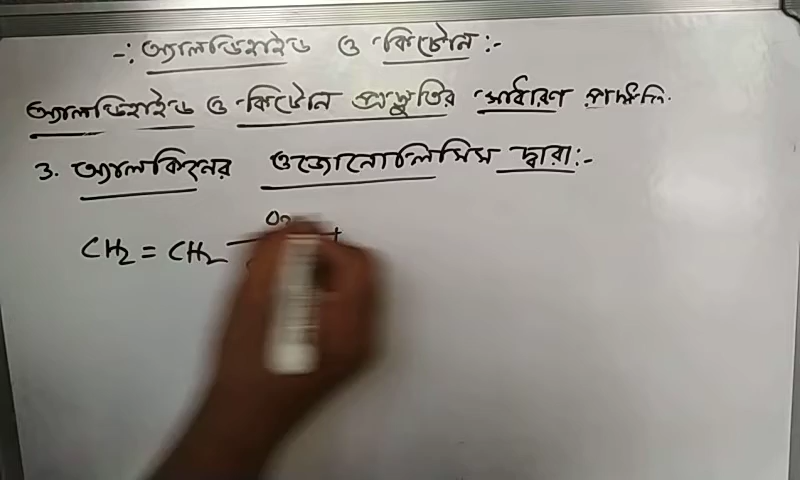 -: অ্যালডিহাইড ও কিটোন :-
অ্যালডিহাইড ও কিটোন প্রস্তুতির সাধারণ পদ্ধতি.
3. অ্যালকিনের ওজোনোলিসিস দ্বারা:-
CH2 = CH2